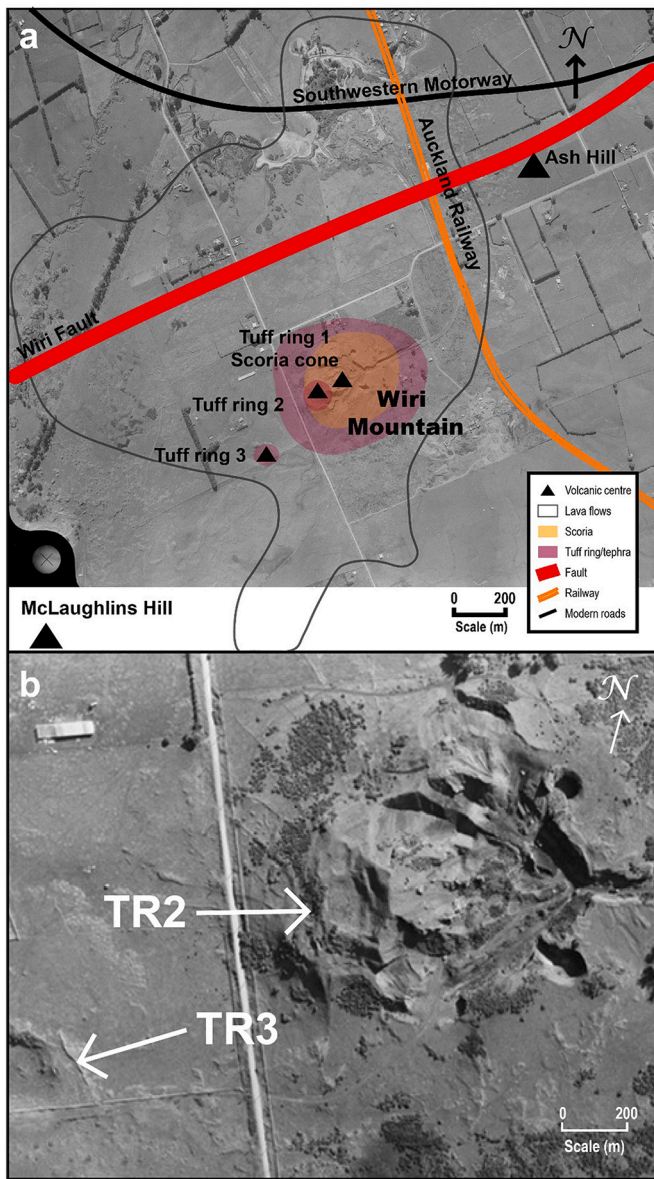 a
N
Southwestern Motorway
Auckland Railway
Ash Hill
Wiri Fault
Tuff ring 1
Scoria cone
Tuff ring 2
Wiri
Mountain
Tuff ring 3
McLaughlins Hill
0 200
Scale (m)
Volcanic centre
Lava flows
Scoria
Tuff ring/tephra
Fault
Railway
Modern roads
b
N
TR2
TR3
0 200
Scale (m)